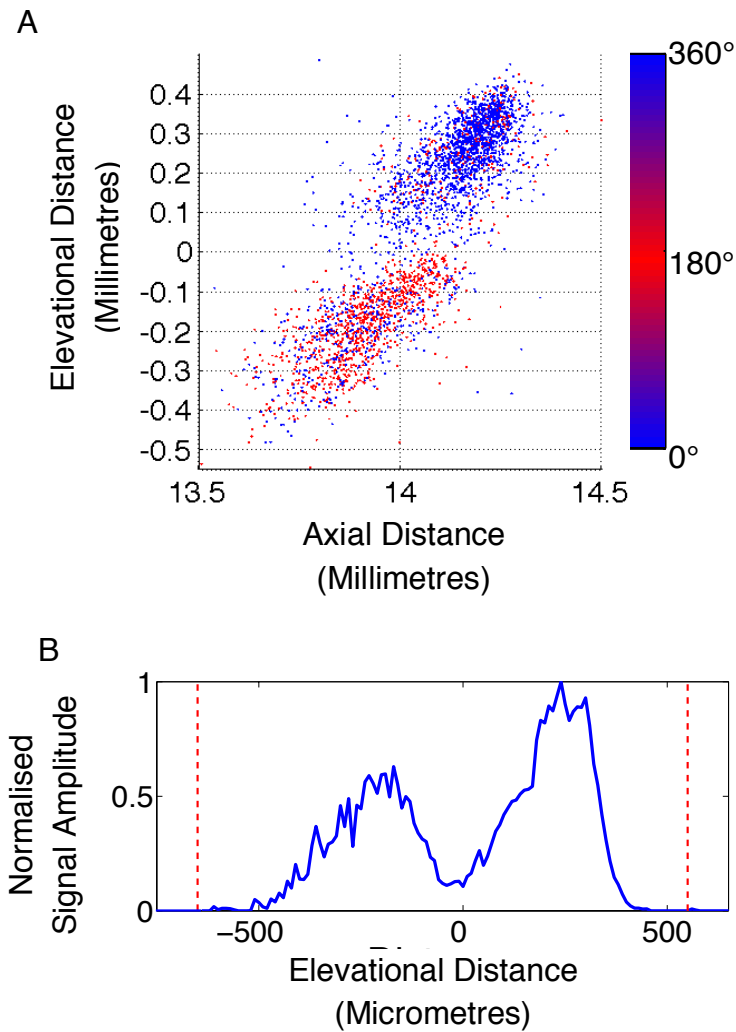 A
360°
180°
0°
0.4
0.3
0.2
0.1
0
-0.1
-0.2
-0.3
-0.4
-0.5
Elevational Distance
(Millimetres)
13.5 14 14.5
Axial Distance
(Millimetres)
B
1
0.5
0
Normalised
Signal Amplitude
−500 0 500
Elevational Distance
(Micrometres)